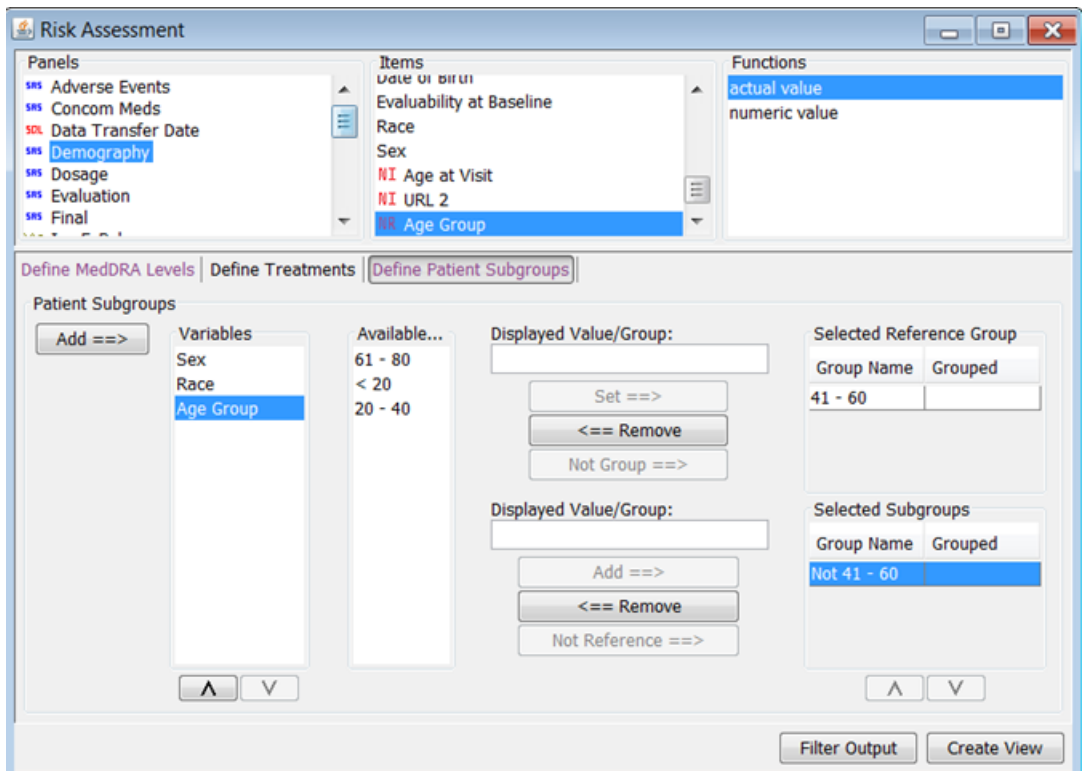 Risk Assessment
Panels
SRS Adverse Events
SRS Concom Meds
SDL Data Transfer Date
SRS Demography
SRS Dosage
SRS Evaluation
SRS Final
Items
Date of Birth
Evaluability at Baseline
Race
Sex
NI Age at Visit
NI URL 2
NR Age Group
Functions
actual value
numeric value
Define MedDRA Levels
Define Treatments
Define Patient Subgroups
Patient Subgroups
Add ==>
Variables
Sex
Race
Age Group
Available...
61 - 80
< 20
20 - 40
Displayed Value/Group:
Set ==>
<== Remove
Not Group ==>
Selected Reference Group
Group Name Grouped
41 - 60
Displayed Value/Group:
Add ==>
<== Remove
Not Reference ==>
Selected Subgroups
Group Name Grouped
Not 41 - 60
Filter Output
Create View